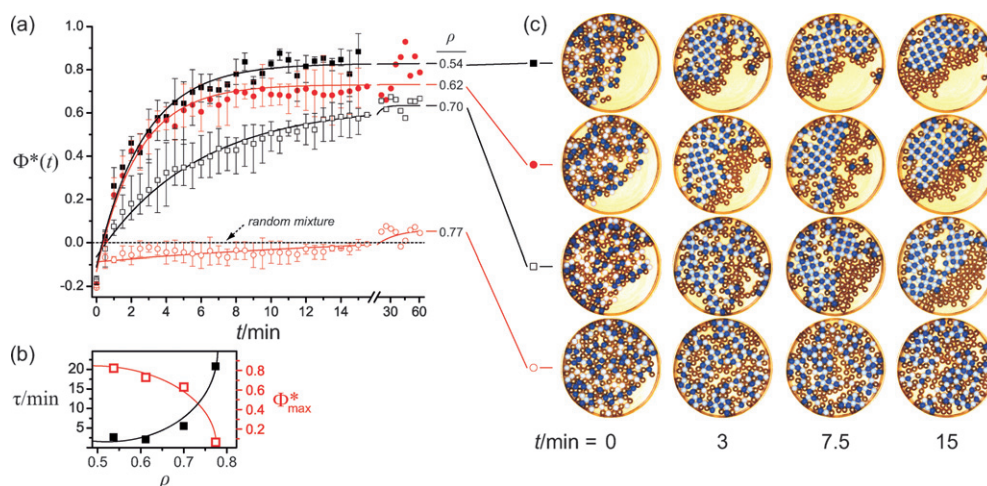 (a)
1.0
0.8
0.6
0.4
0.2
0.0
-0.2
Φ*(t)
ρ
0.54
0.62
0.70
0.77
random mixture
0 2 4 6 8 10 12 14 30 60
t/min
(b)
20
15
10
5
τ/min
0.8
0.6
0.4
0.2
Φ*max
0.5 0.6 0.7 0.8
ρ
(c)
t/min = 0 3 7.5 15